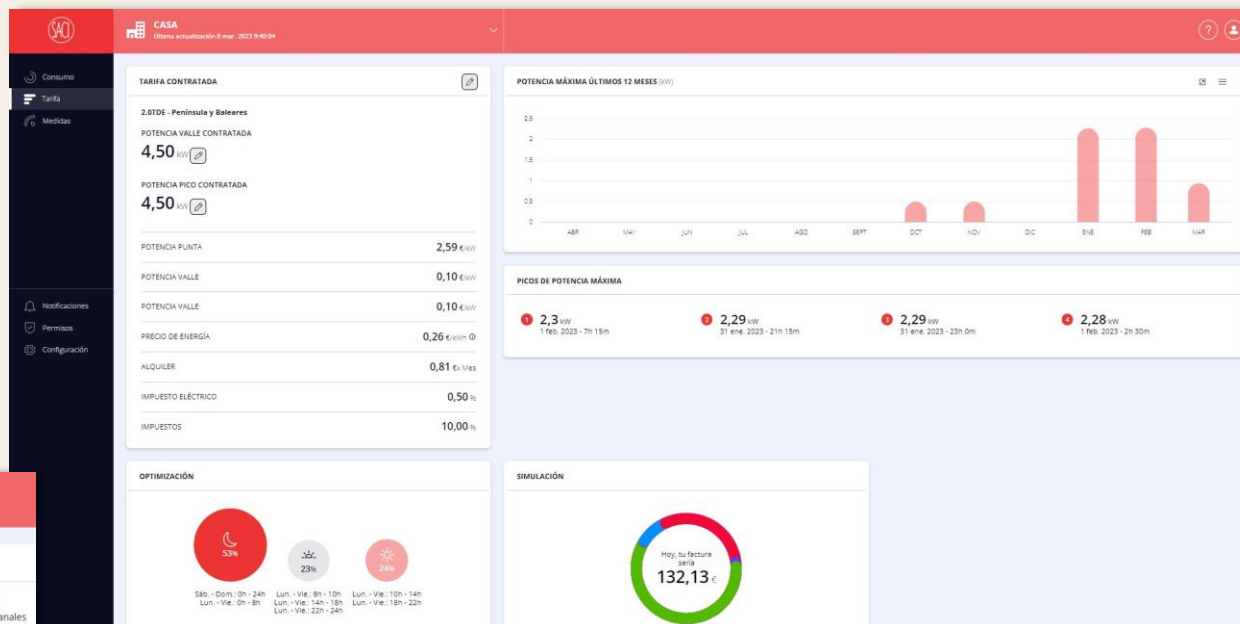 SACI
CASA
Última actualización 8 mar. 2023 9:40:04
?
Consumo
Tarifa
Medidas
Notificaciones
Permisos
Configuración
TARIFA CONTRATADA
2.0TDE - Península y Baleares
POTENCIA VALLE CONTRATADA
4,50 kW
POTENCIA PICO CONTRATADA
4,50 kW
POTENCIA PUNTA 2,59 €/kW
POTENCIA VALLE 0,10 €/kW
POTENCIA VALLE 0,10 €/kW
PRECIO DE ENERGÍA 0,26 €/kWh
ALQUILER 0,81 €x Mes
IMPUESTO ELÉCTRICO 0,50 %
IMPUESTOS 10,00 %
POTENCIA MÁXIMA ÚLTIMOS 12 MESES (kW)
2.5
2
1.5
1
0.5
0
ABR MAY JUN JUL AGO SEPT OCT NOV DIC ENE FEB MAR
PICOS DE POTENCIA MÁXIMA
1 2,3 kW
1 feb. 2023 - 7h 15m
2 2,29 kW
31 ene. 2023 - 21h 15m
3 2,29 kW
31 ene. 2023 - 23h 0m
4 2,28 kW
1 feb. 2023 - 2h 30m
OPTIMIZACIÓN
53%
23%
24%
Sáb. - Dom.: 0h - 24h
Lun. - Vie.: 0h - 8h
Lun. - Vie.: 8h - 10h
Lun. - Vie.: 14h - 18h
Lun. - Vie.: 22h - 24h
Lun. - Vie.: 10h - 14h
Lun. - Vie.: 18h - 22h
SIMULACIÓN
Hoy, tu factura
sería
132,13 €